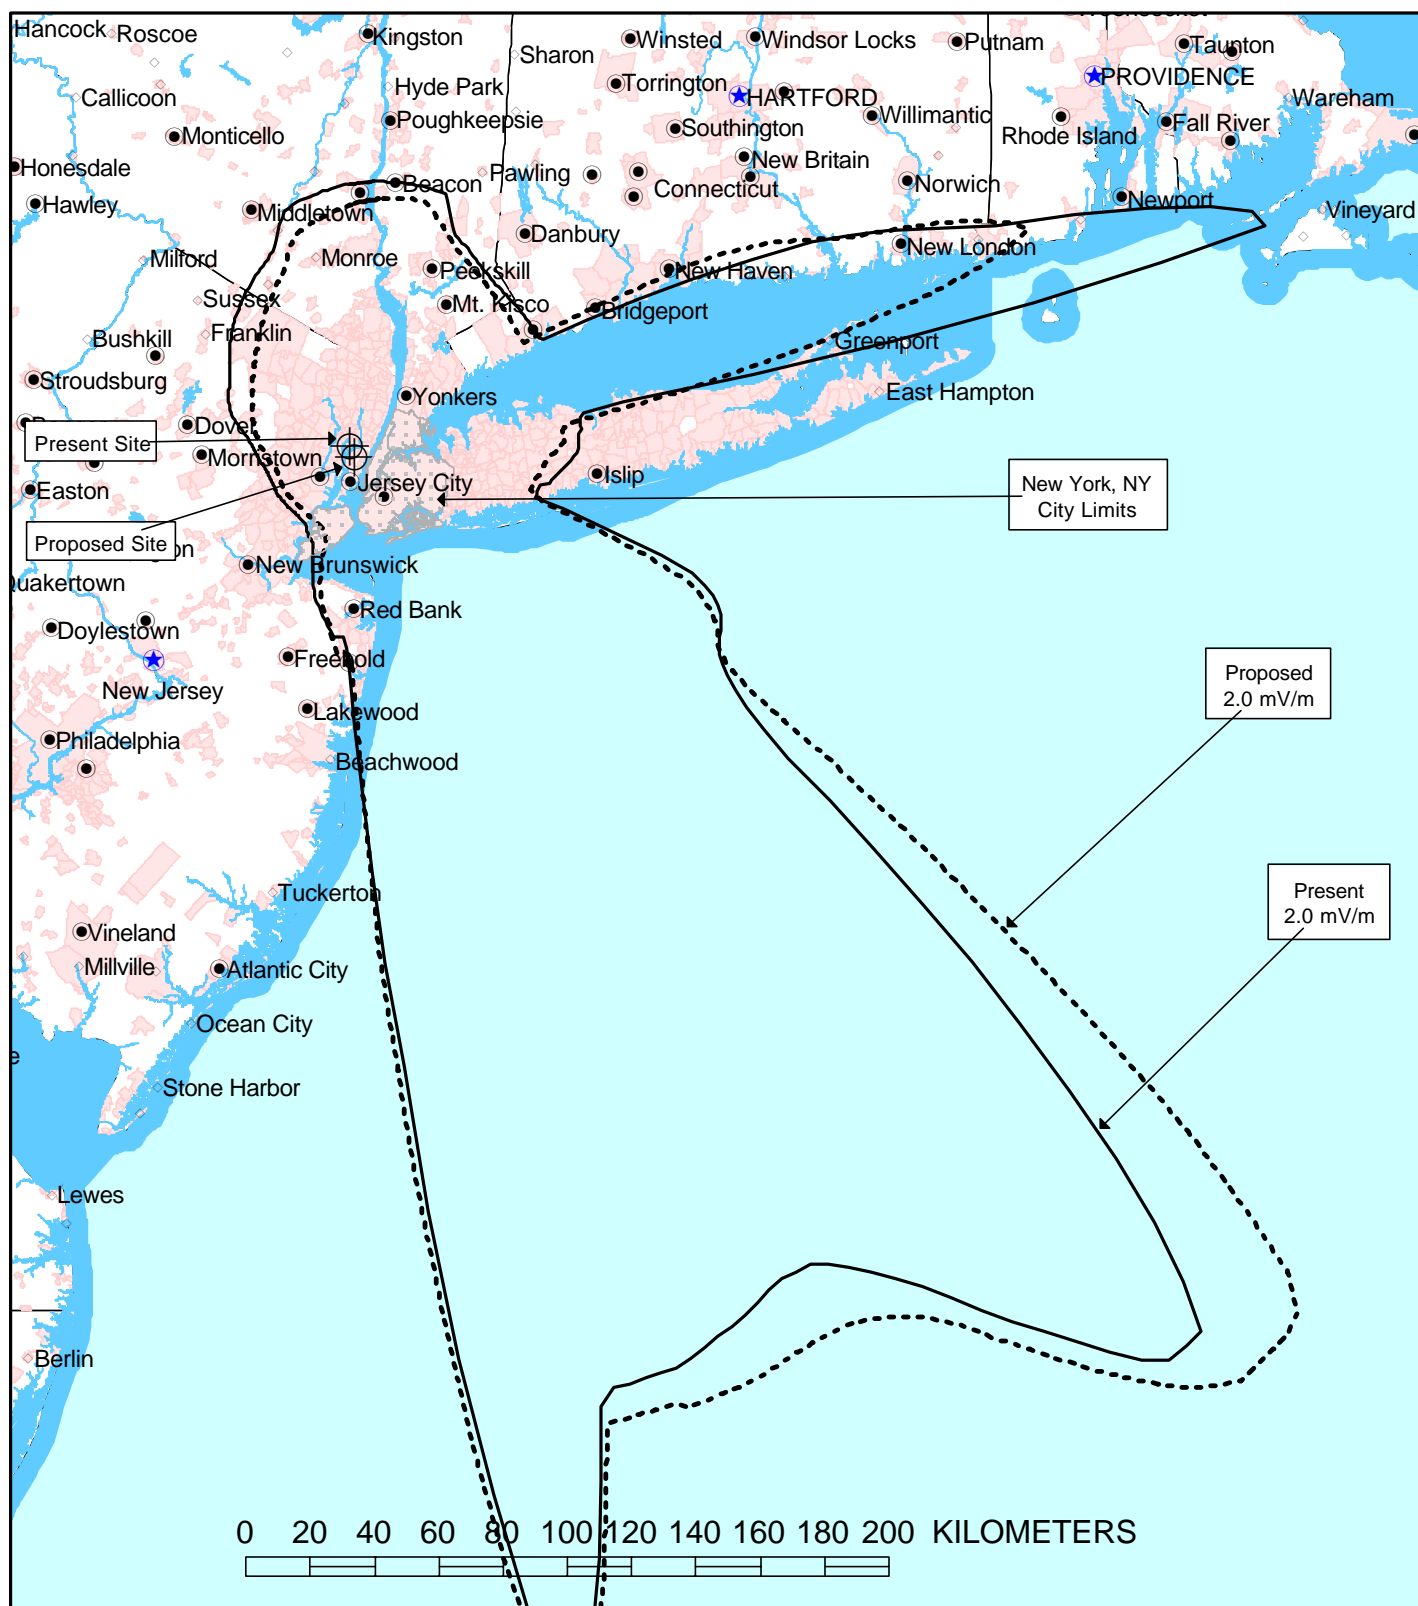 Hancock
Roscoe
Kingston
Sharon
Winsted
Windsor Locks
Putnam
Taunton
Callicoon
Hyde Park
Torrington
HARTFORD
PROVIDENCE
Wareham
Monticello
Poughkeepsie
Southington
Willimantic
Rhode Island
Fall River
Honesdale
Pawling
New Britain
Connecticut
Norwich
Beacon
Hawley
Middletown
Newport
Vineyard
Danbury
New London
Milford
Monroe
Peekskill
New Haven
Sussex
Mt. Kisco
Bridgeport
Franklin
Bushkill
Greenport
Stroudsburg
East Hampton
Yonkers
Dove
Present Site
Morristown
Islip
Jersey City
Easton
New York, NY
City Limits
Proposed Site
on
New Brunswick
Quakertown
Red Bank
Doylestown
Freehold
New Jersey
Proposed
2.0 mV/m
Lakewood
Philadelphia
Beachwood
Present
2.0 mV/m
Tuckerton
Vineland
Millville
Atlantic City
Ocean City
e
Stone Harbor
Lewes
Berlin
0 20 40 60 80 100 120 140 160 180 200 KILOMETERS